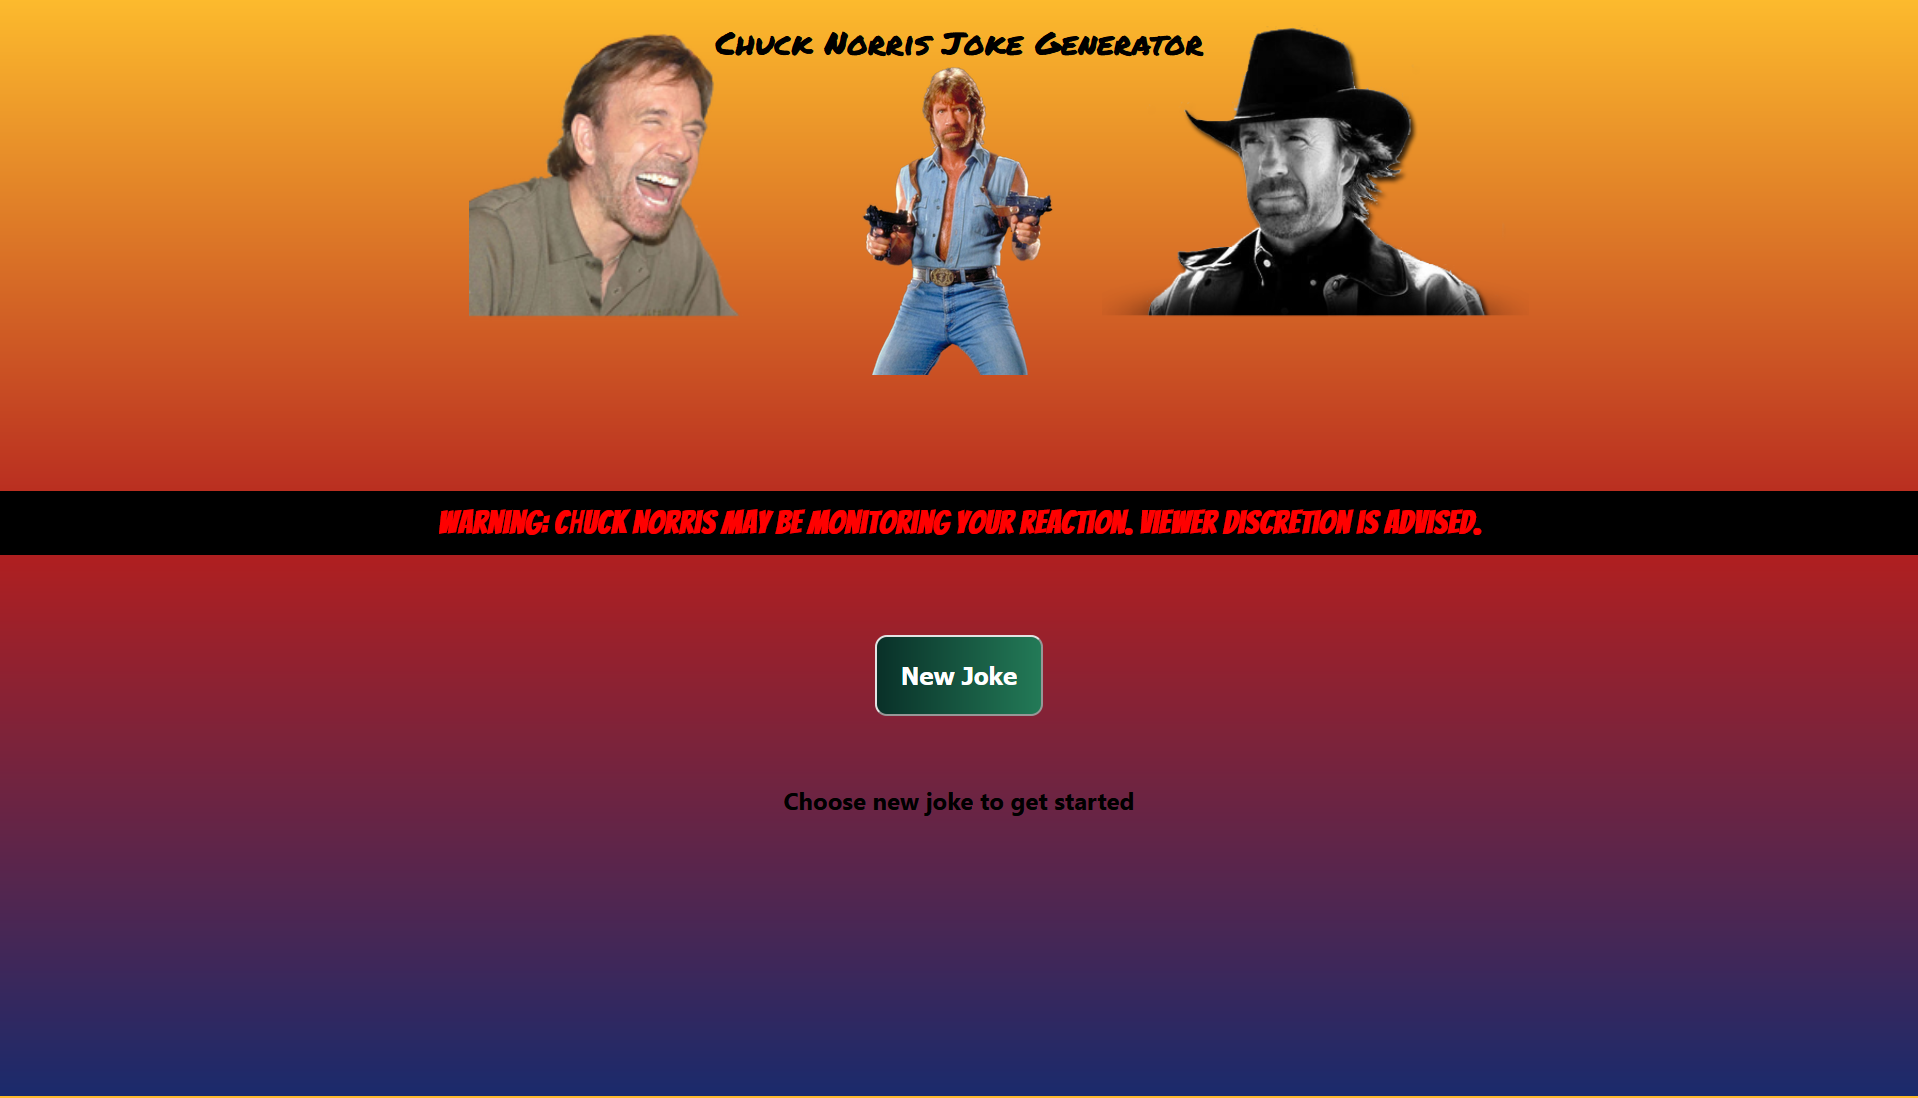 Chuck Norris Joke Generator
WARNING: CHUCK NORRIS MAY BE MONITORING YOUR REACTION. VIEWER DISCRETION IS ADVISED.
New Joke
Choose new joke to get started